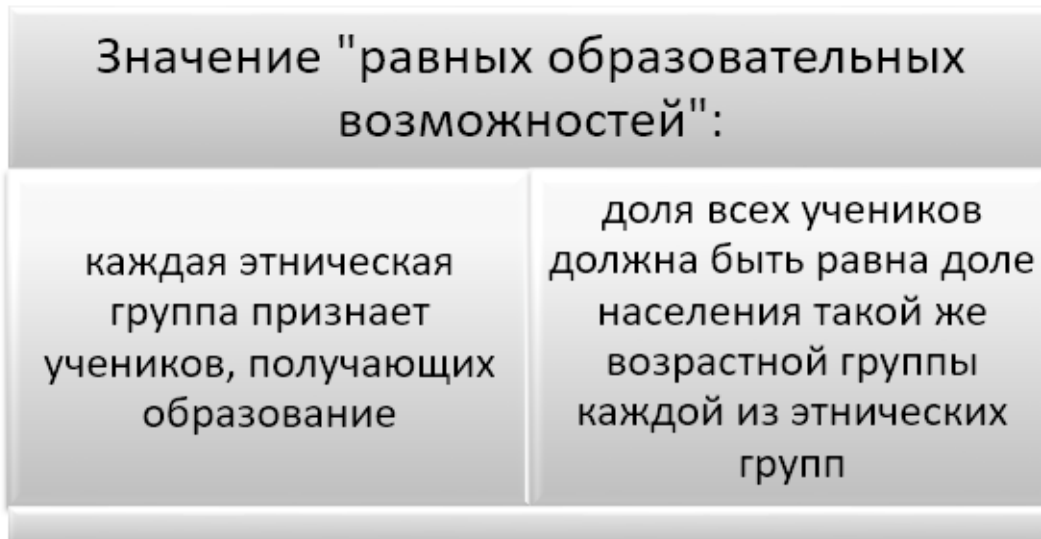 Значение "равных образовательных
возможностей":
каждая этническая
группа признает
учеников, получающих
образование
доля всех учеников
должна быть равна доле
населения такой же
возрастной группы
каждой из этнических
групп